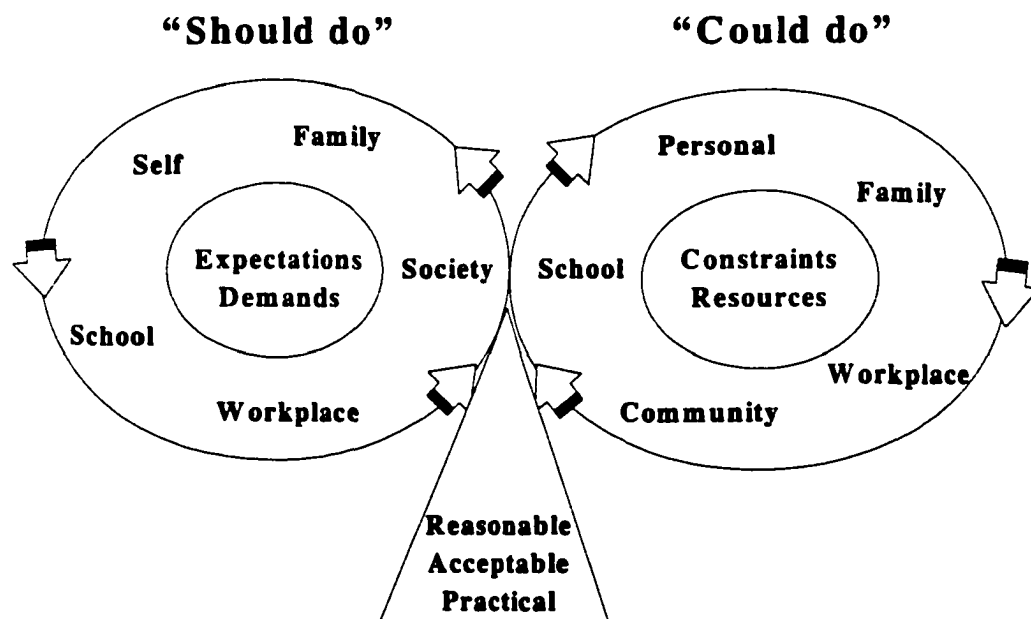 “Should do”
“Could do”
Family
Self
Expectations
Demands
Society
School
Workplace
Personal
Family
School
Constraints
Resources
Workplace
Community
Reasonable
Acceptable
Practical